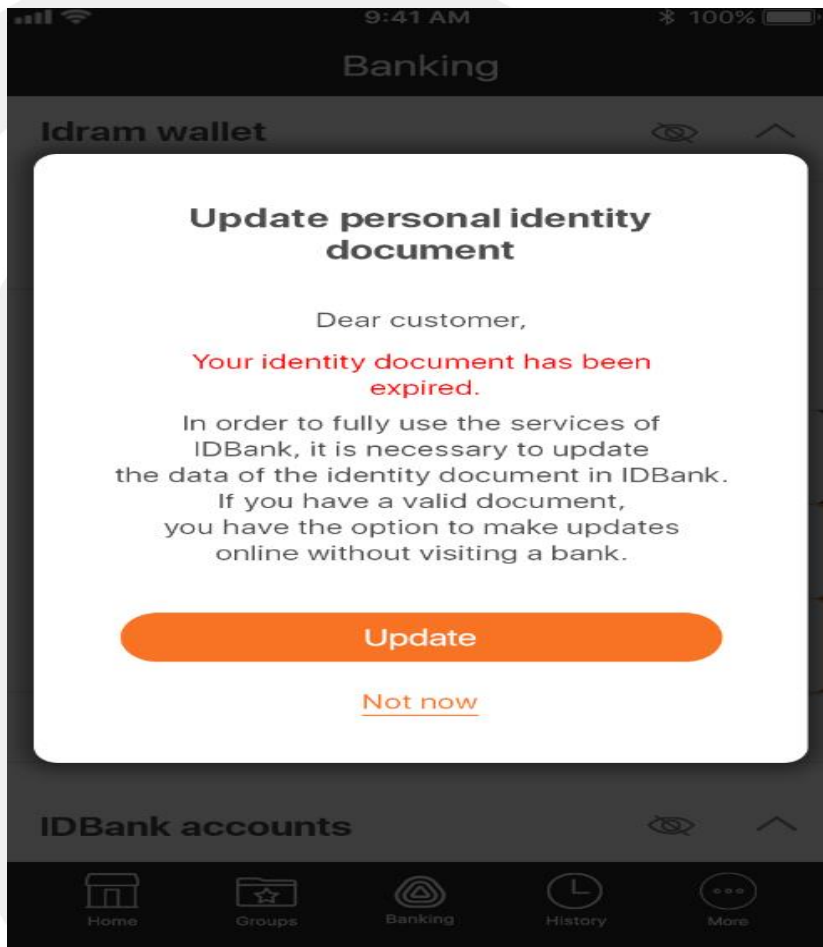 9:41 AM
100%
Banking
Idram wallet
Update personal identity
document
Dear customer,
Your identity document has been
expired.
In order to fully use the services of
IDBank, it is necessary to update
the data of the identity document in IDBank.
If you have a valid document,
you have the option to make updates
online without visiting a bank.
Update
Not now
IDBank accounts
Home
Groups
Banking
History
More